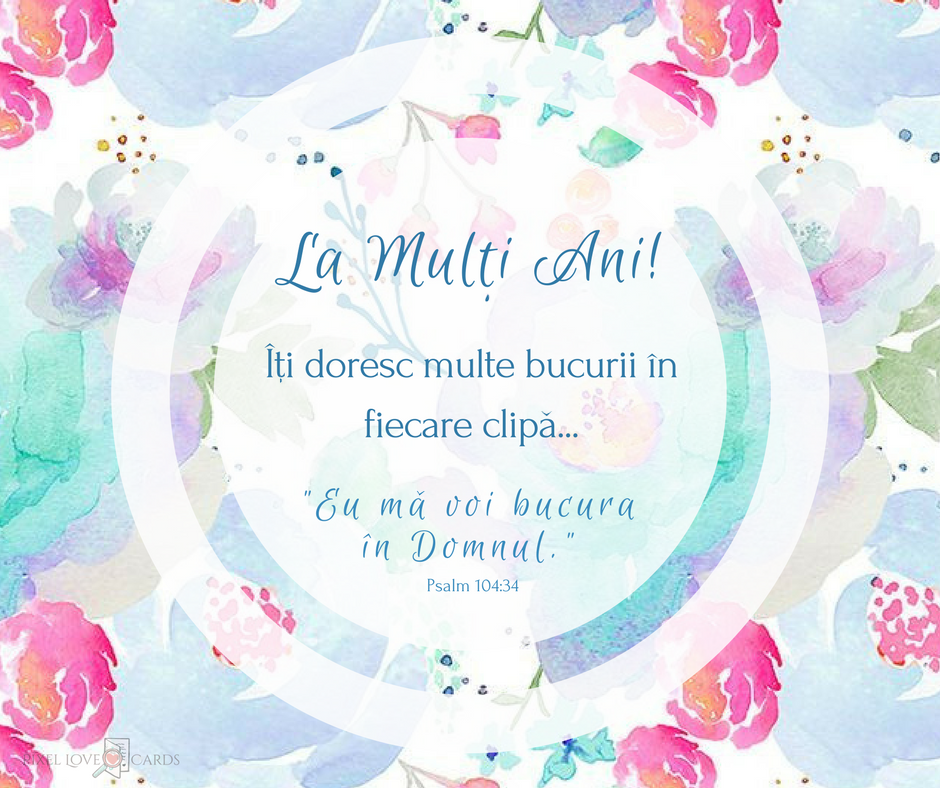 La Mulți Ani!
Îți doresc multe bucurii în
fiecare clipă...
"Eu mă voi bucura
în Domnul."
Psalm 104:34
PIXEL LOVE CARDS